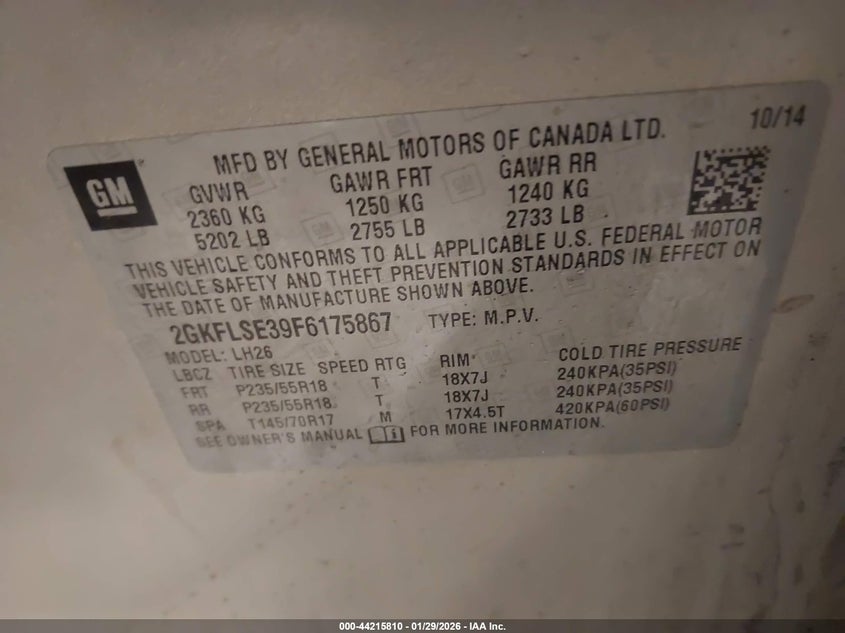 10/14
MFD BY GENERAL MOTORS OF CANADA LTD.
GM
GVWR GAWR FRT GAWR RR
2360 KG 1250 KG 1240 KG
5202 LB 2755 LB 2733 LB
THIS VEHICLE CONFORMS TO ALL APPLICABLE U.S. FEDERAL MOTOR
VEHICLE SAFETY AND THEFT PREVENTION STANDARDS IN EFFECT ON
THE DATE OF MANUFACTURE SHOWN ABOVE.
2GKFLSE39F6175867 TYPE: M.P.V.
MODEL: LH26
LBCZ TIRE SIZE SPEED RTG RIM COLD TIRE PRESSURE
FRT P235/55R18 T 18X7J 240KPA(35PSI)
RR P235/55R18 T 18X7J 240KPA(35PSI)
SPA T145/70R17 M 17X4.5T 420KPA(60PSI)
SEE OWNER'S MANUAL FOR MORE INFORMATION.
000-44215810 - 01/29/2026 - IAA Inc.